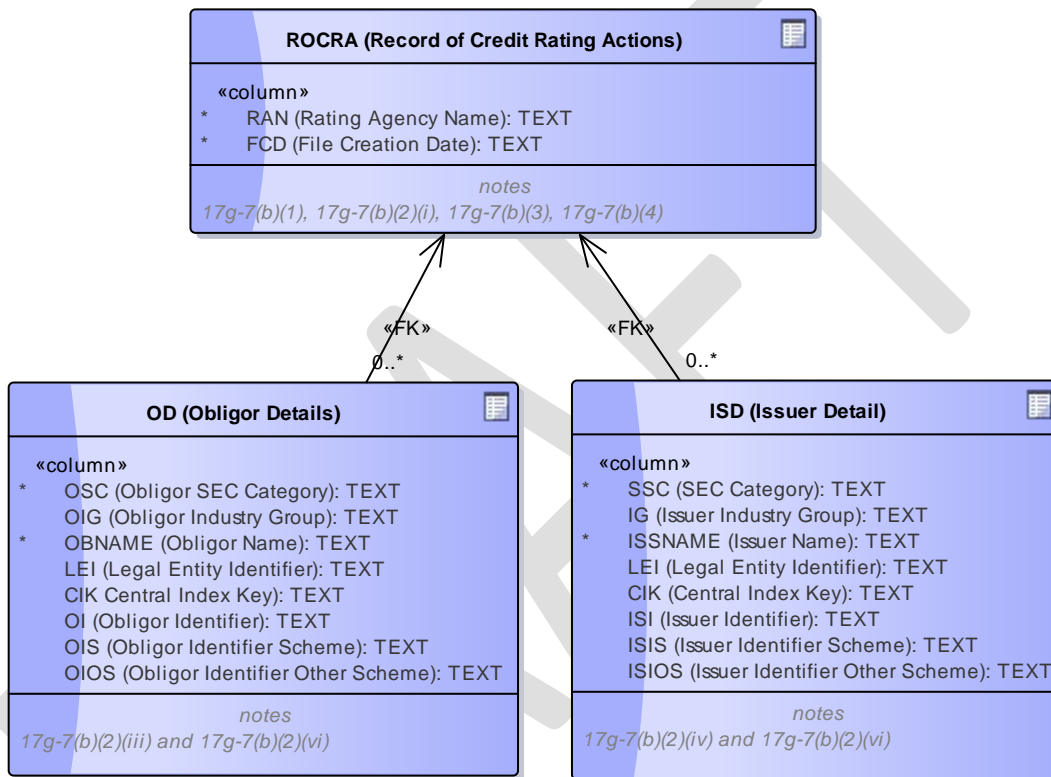 ROCRA (Record of Credit Rating Actions)
«column»
* RAN (Rating Agency Name): TEXT
* FCD (File Creation Date): TEXT
notes
17g-7(b)(1), 17g-7(b)(2)(i), 17g-7(b)(3), 17g-7(b)(4)
«FK»
0..*
«FK»
0..*
OD (Obligor Details)
«column»
* OSC (Obligor SEC Category): TEXT
OIG (Obligor Industry Group): TEXT
* OBNAME (Obligor Name): TEXT
LEI (Legal Entity Identifier): TEXT
CIK Central Index Key): TEXT
OI (Obligor Identifier): TEXT
OIS (Obligor Identifier Scheme): TEXT
OIOS (Obligor Identifier Other Scheme): TEXT
notes
17g-7(b)(2)(iii) and 17g-7(b)(2)(vi)
ISD (Issuer Detail)
«column»
* SSC (SEC Category): TEXT
IG (Issuer Industry Group): TEXT
* ISSNAME (Issuer Name): TEXT
LEI (Legal Entity Identifier): TEXT
CIK (Central Index Key): TEXT
ISI (Issuer Identifier): TEXT
ISIS (Issuer Identifier Scheme): TEXT
ISIOS (Issuer Identifier Other Scheme): TEXT
notes
17g-7(b)(2)(iv) and 17g-7(b)(2)(vi)